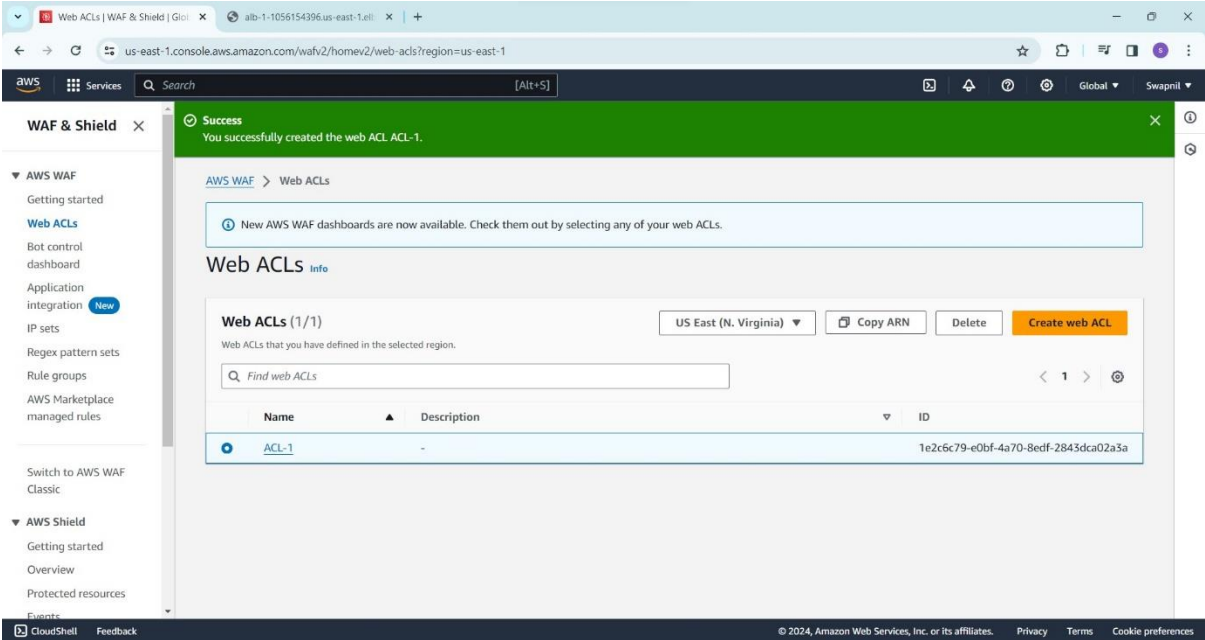 Web ACLs | WAF & Shield | Glo
alb-1-1056154396.us-east-1.el
us-east-1.console.aws.amazon.com/wafv2/homev2/web-acls?region=us-east-1
S
aws
Services
Search
[Alt+S]
Global
Swapnil
WAF & Shield
Success
You successfully created the web ACL ACL-1.
AWS WAF
Getting started
Web ACLs
Bot control
dashboard
Application
integration New
IP sets
Regex pattern sets
Rule groups
AWS Marketplace
managed rules
Switch to AWS WAF
Classic
AWS Shield
Getting started
Overview
Protected resources
Events
AWS WAF > Web ACLs
New AWS WAF dashboards are now available. Check them out by selecting any of your web ACLs.
Web ACLs Info
Web ACLs (1/1)
US East (N. Virginia)
Copy ARN
Delete
Create web ACL
Web ACLs that you have defined in the selected region.
Find web ACLs
< 1 >
Name Description ID
ACL-1 - 1e2c6c79-e0bf-4a70-8edf-2843dca02a3a
CloudShell Feedback
© 2024, Amazon Web Services, Inc. or its affiliates. Privacy Terms Cookie preferences